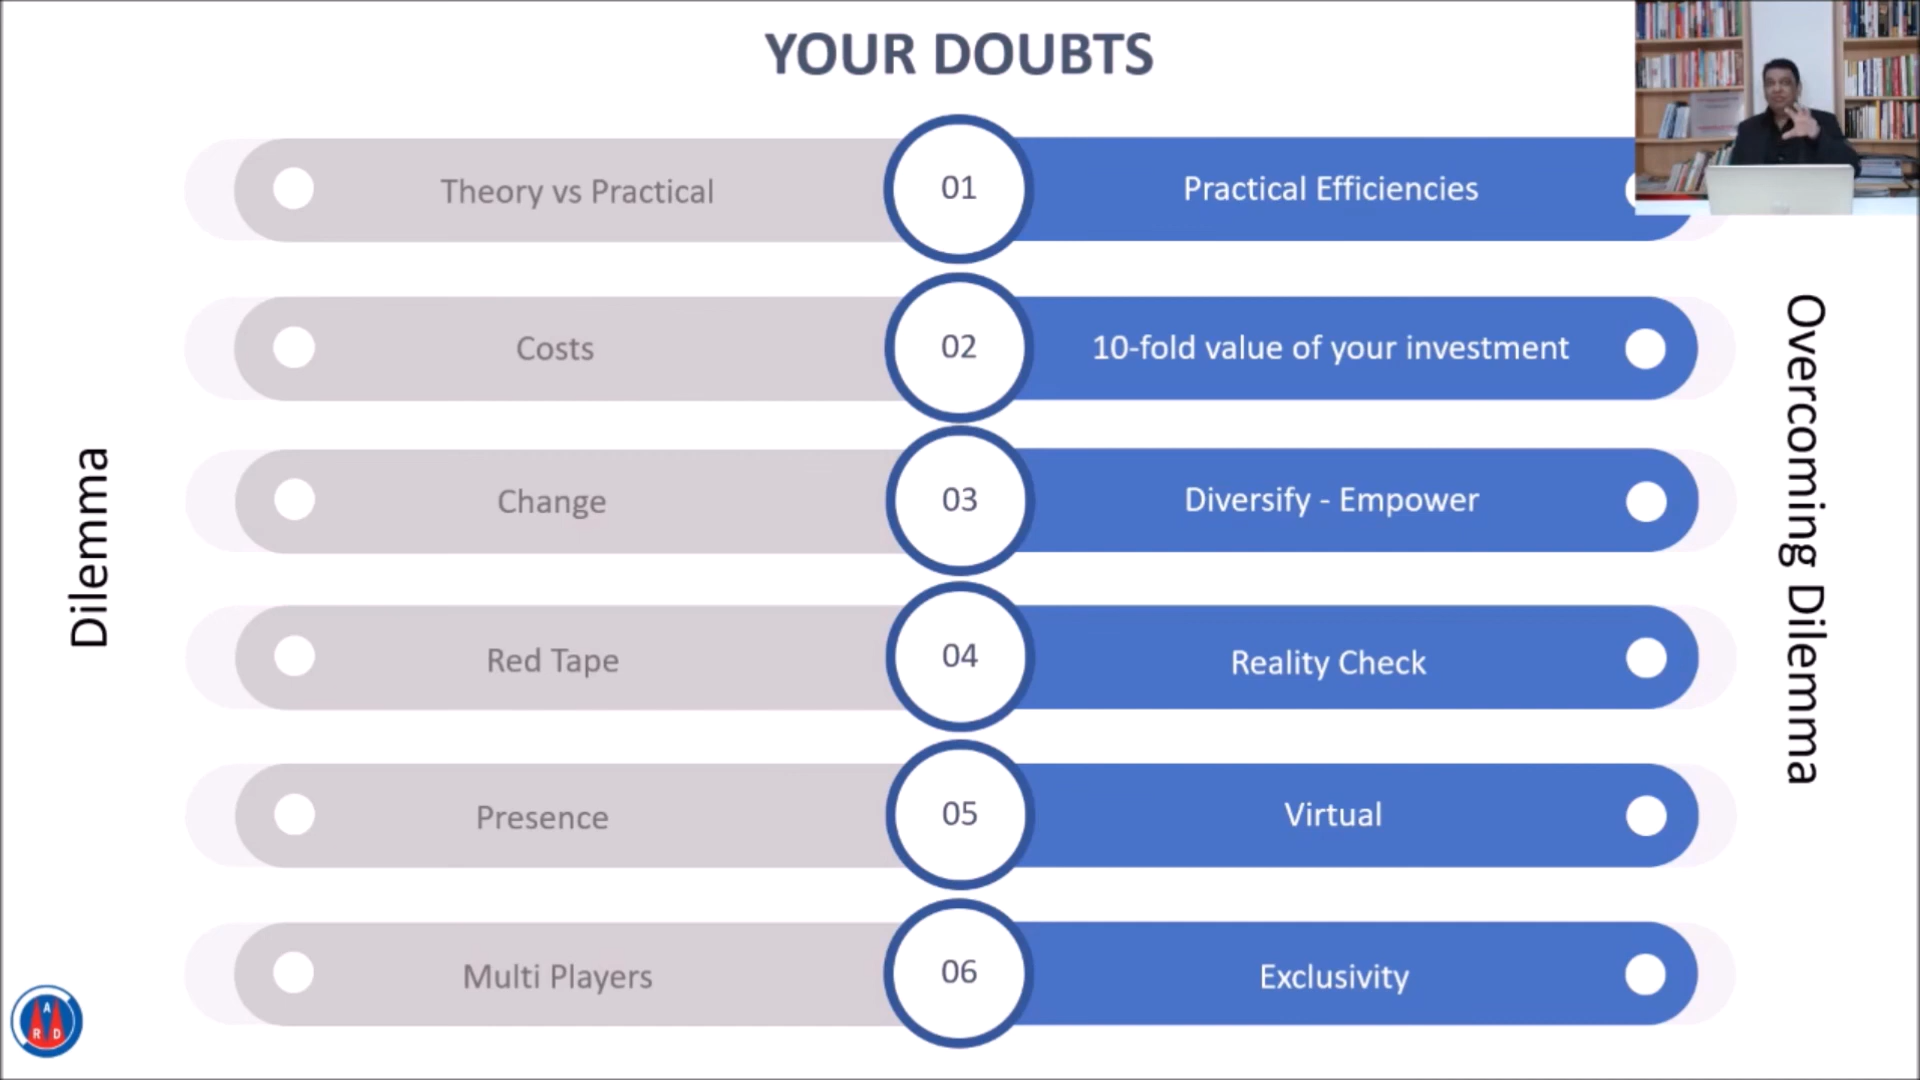 YOUR DOUBTS
Dilemma
Overcoming Dilemma
Theory vs Practical
01
Practical Efficiencies
Costs
02
10-fold value of your investment
Change
03
Diversify - Empower
Red Tape
04
Reality Check
Presence
05
Virtual
Multi Players
06
Exclusivity
A
R D